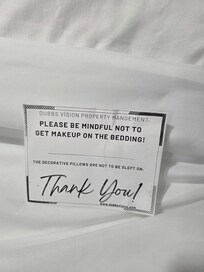 DUBBS VISION PROPERTY MANGEMENT.
PLEASE BE MINDFUL NOT TO
GET MAKEUP ON THE BEDDING!
THE DECORATIVE PILLOWS ARE NOT TO BE SLEPT ON.
Thank You!